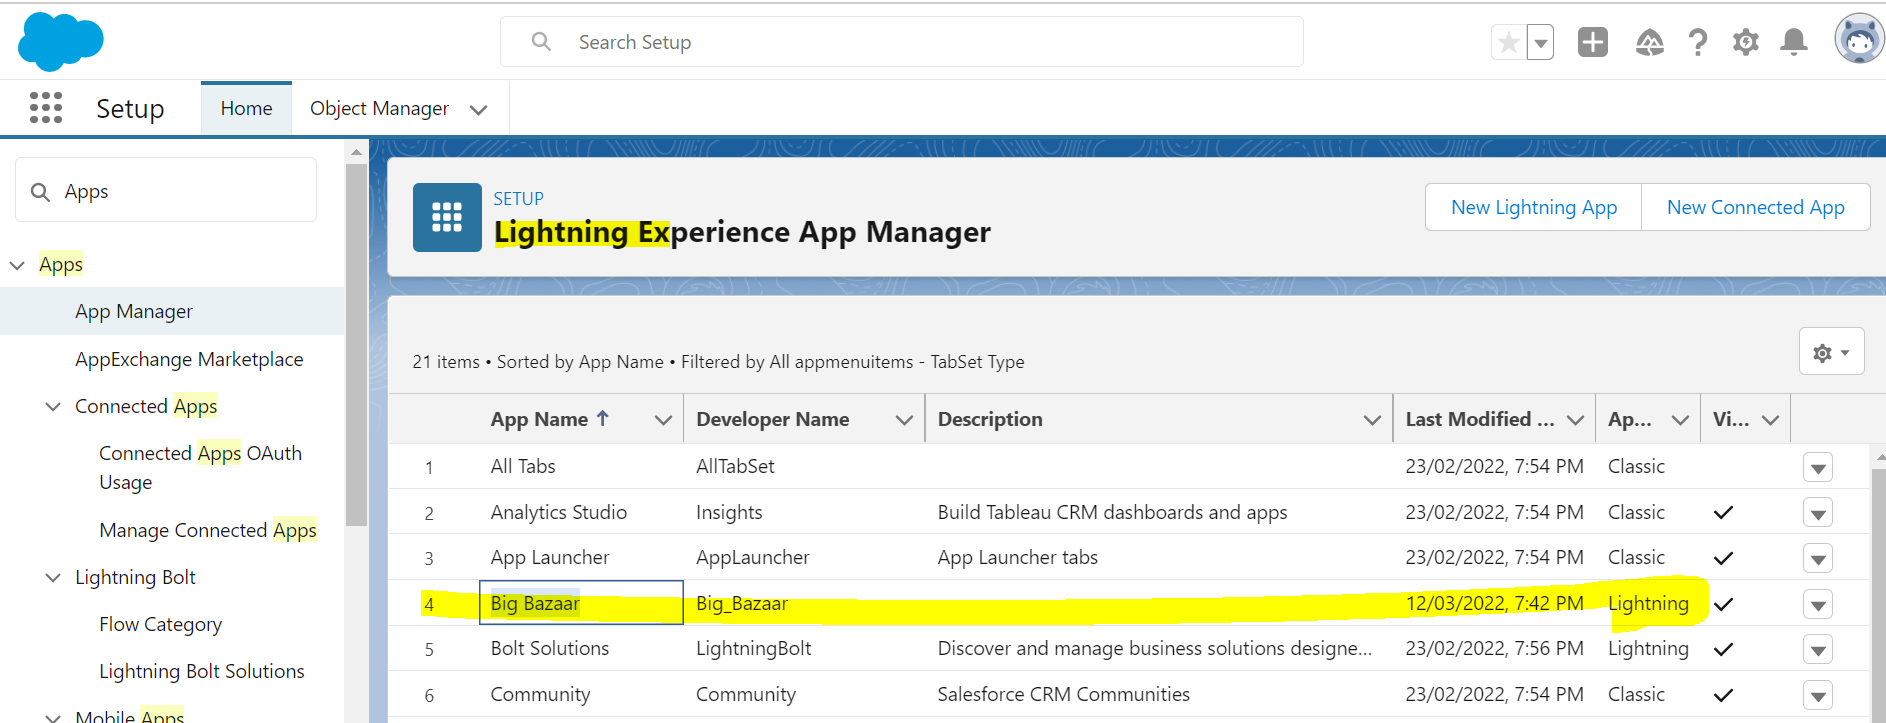 Search Setup
Setup
Home
Object Manager
Apps
Apps
App Manager
AppExchange Marketplace
Connected Apps
Connected Apps OAuth
Usage
Manage Connected Apps
Lightning Bolt
Flow Category
Lightning Bolt Solutions
Mobile Apps
SETUP
Lightning Experience App Manager
New Lightning App
New Connected App
21 items • Sorted by App Name • Filtered by All appmenuitems - TabSet Type
App Name ↑ Developer Name Description Last Modified ... Ap... Vi...
1 All Tabs AllTabSet 23/02/2022, 7:54 PM Classic
2 Analytics Studio Insights Build Tableau CRM dashboards and apps 23/02/2022, 7:54 PM Classic ✓
3 App Launcher AppLauncher App Launcher tabs 23/02/2022, 7:54 PM Classic ✓
4 Big Bazaar Big_Bazaar 12/03/2022, 7:42 PM Lightning ✓
5 Bolt Solutions LightningBolt Discover and manage business solutions designe... 23/02/2022, 7:56 PM Lightning ✓
6 Community Community Salesforce CRM Communities 23/02/2022, 7:54 PM Classic ✓